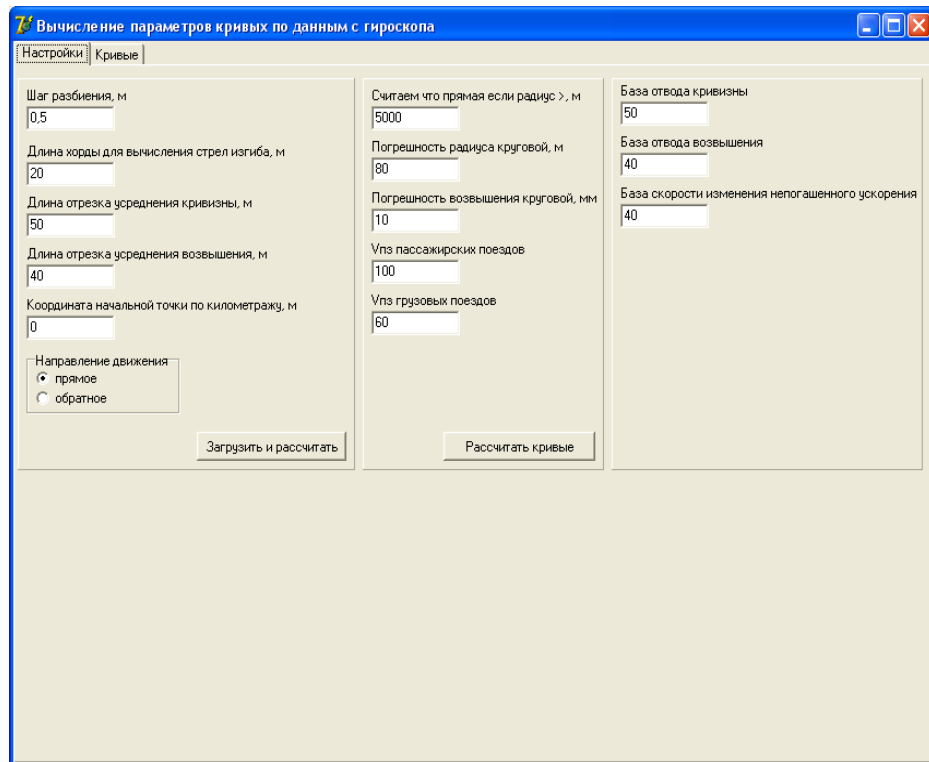 Вычисление параметров кривых по данным с гироскопа
Настройки
Кривые
Шаг разбиения, м
0,5
Длина хорды для вычисления стрел изгиба, м
20
Длина отрезка усреднения кривизны, м
50
Длина отрезка усреднения возвышения, м
40
Координата начальной точки по километражу, м
0
Направление движения
прямое
обратное
Загрузить и рассчитать
Считаем что прямая если радиус >, м
5000
Погрешность радиуса круговой, м
80
Погрешность возвышения круговой, мм
10
Vпз пассажирских поездов
100
Vпз грузовых поездов
60
Рассчитать кривые
База отвода кривизны
50
База отвода возвышения
40
База скорости изменения непогашенного ускорения
40